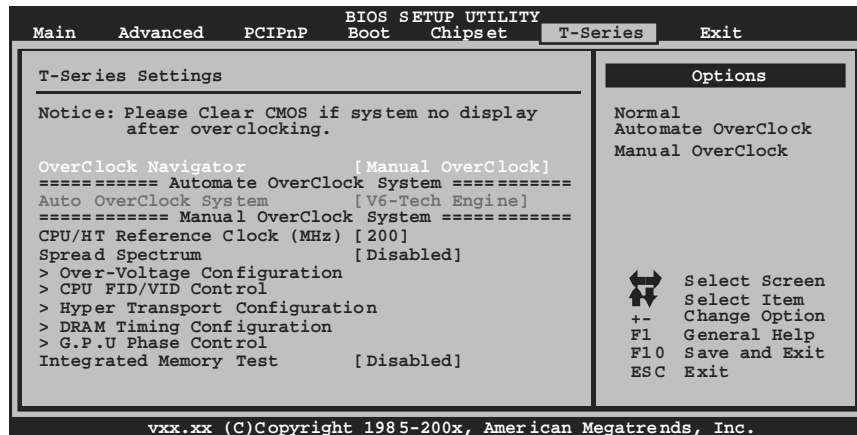 BIOS SETUP UTILITY
Main Advanced PCIPnP Boot Chipset T-Series Exit
T-Series Settings
Notice: Please Clear CMOS if system no display
after overclocking.
OverClock Navigator [Manual OverClock]
=========== Automate OverClock System ===========
Auto OverClock System [V6-Tech Engine]
============ Manual OverClock System ============
CPU/HT Reference Clock (MHz) [200]
Spread Spectrum [Disabled]
> Over-Voltage Configuration
> CPU FID/VID Control
> Hyper Transport Configuration
> DRAM Timing Configuration
> G.P.U Phase Control
Integrated Memory Test [Disabled]
Options
Normal
Automate OverClock
Manual OverClock
Select Screen
Select Item
+- Change Option
F1 General Help
F10 Save and Exit
ESC Exit
vxx.xx (C)Copyright 1985-200x, American Megatrends, Inc.